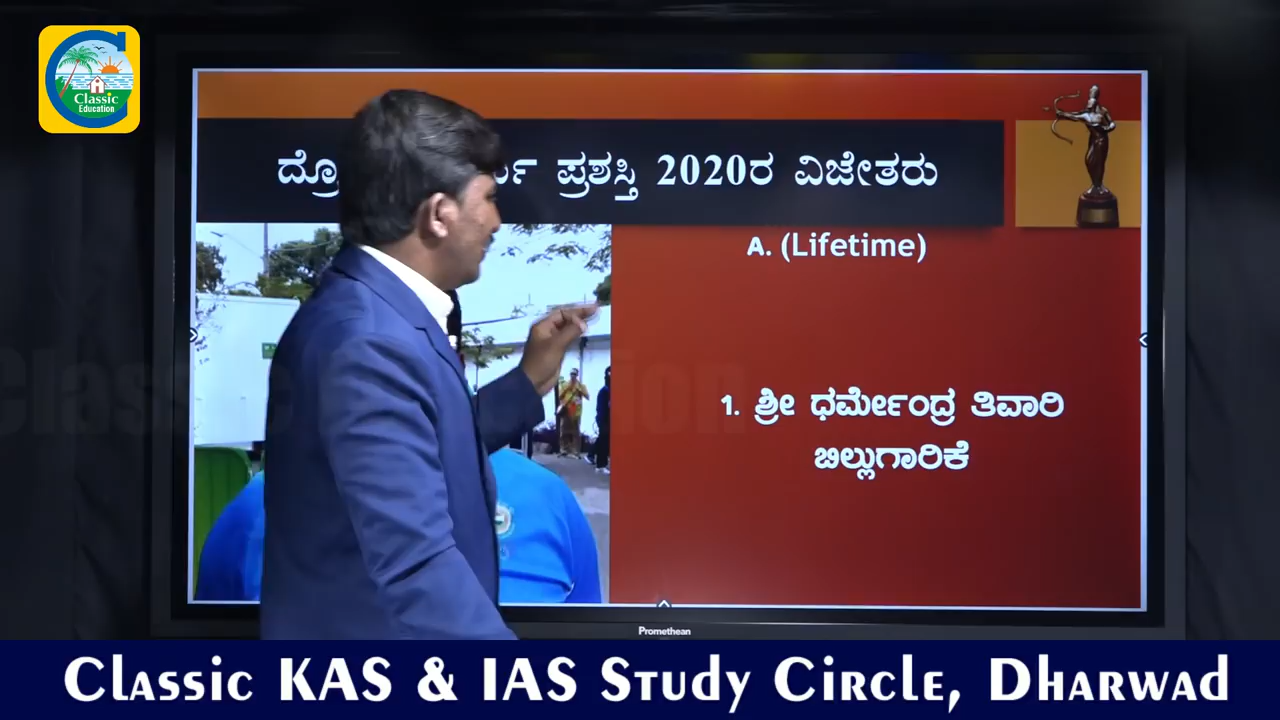 Classic
Education
ಪ್ರಶಸ್ತಿ 2020ರ ವಿಜೇತರು
A. (Lifetime)
1. ಶ್ರೀ ಧರ್ಮೇಂದ್ರ ತಿವಾರಿ
ಬಿಲ್ಲುಗಾರಿಕೆ
Promethean
Classic KAS & IAS Study Circle, Dharwad